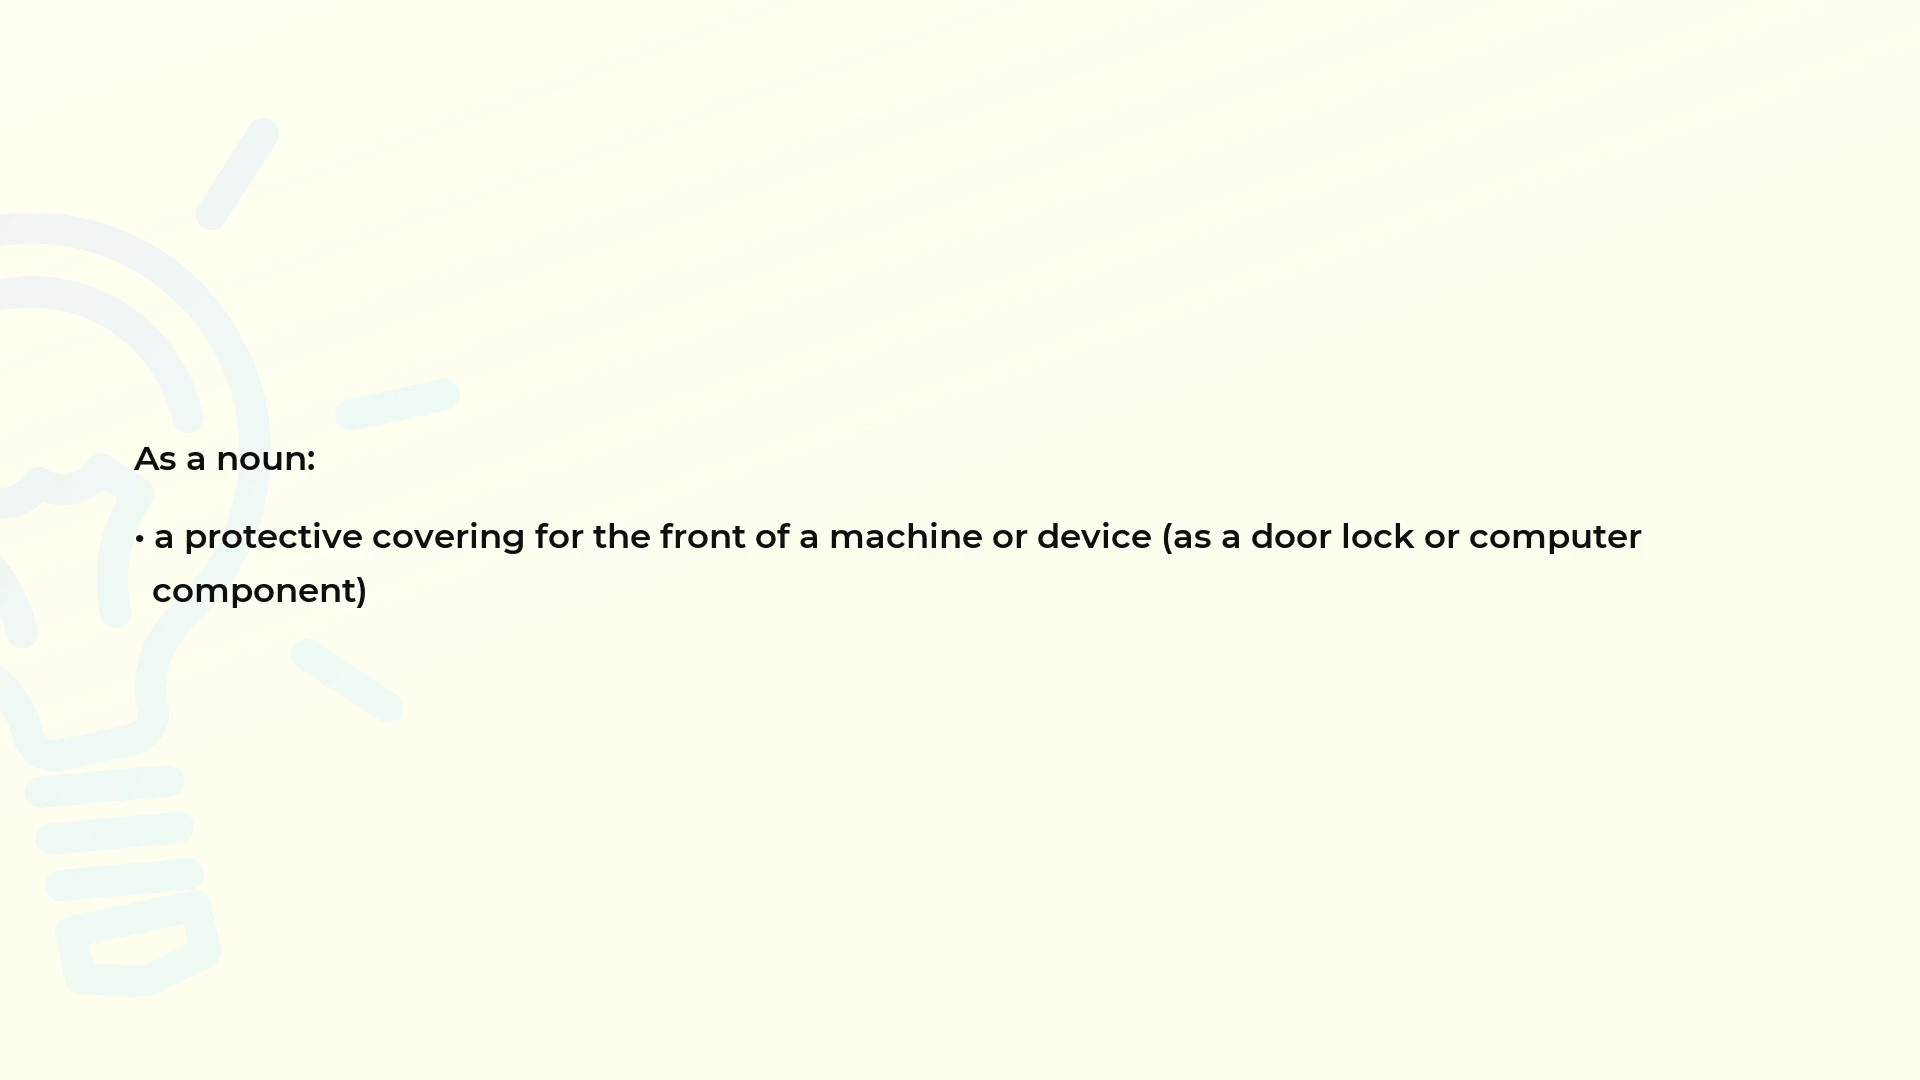 As a noun:
• a protective covering for the front of a machine or device (as a door lock or computer
component)